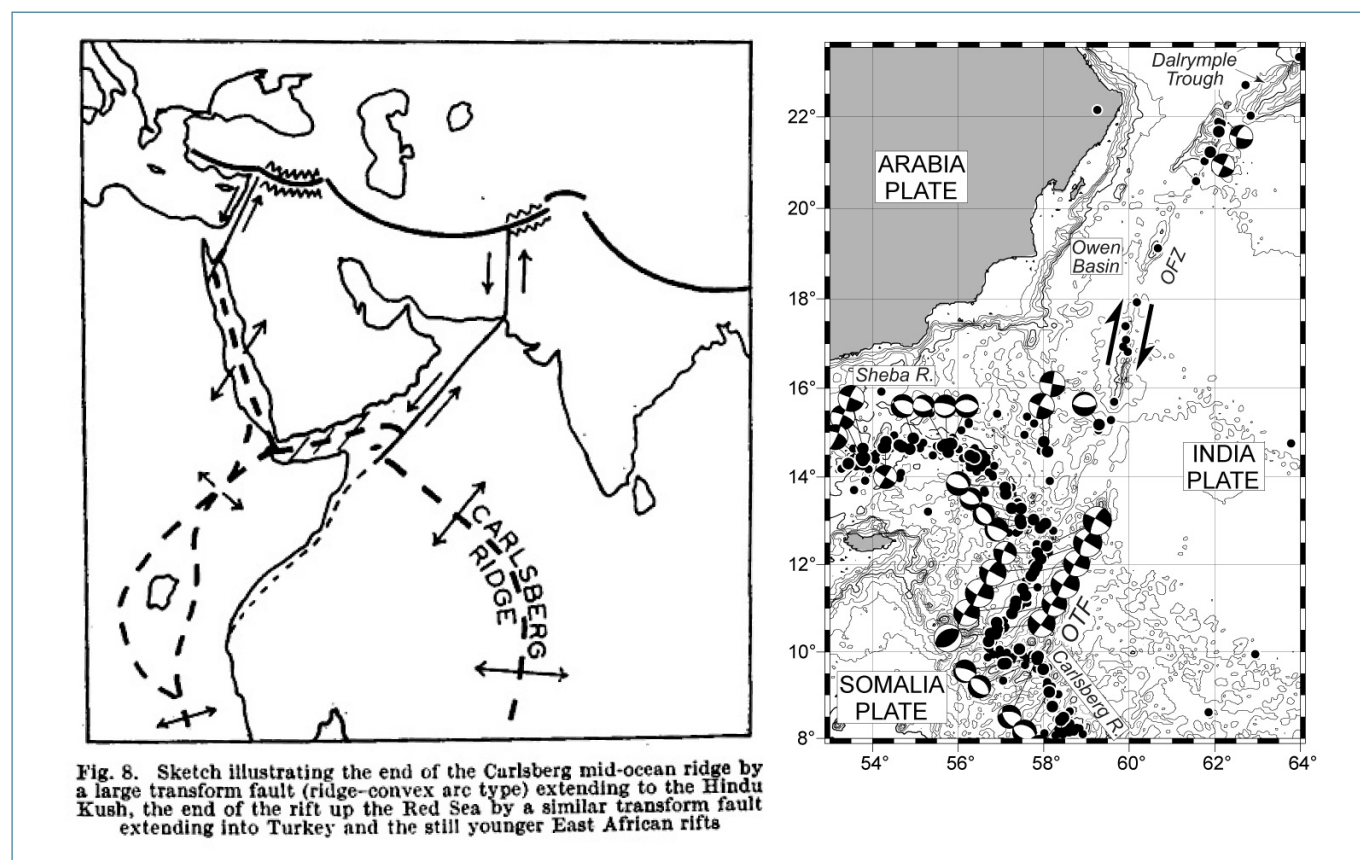 CARLSBERG
RIDGE
Fig. 8. Sketch illustrating the end of the Carlsberg mid-ocean ridge by
a large transform fault (ridge-convex arc type) extending to the Hindu
Kush, the end of the rift up the Red Sea by a similar transform fault
extending into Turkey and the still younger East African rifts
Dalrymple
Trough
22°
ARABIA
PLATE
20°
Owen
Basin
OFZ
18°
16°
Sheba R.
INDIA
PLATE
14°
12°
OTF
10°
Carlsberg R.
SOMALIA
PLATE
8°
54°
56°
58°
60°
62°
64°